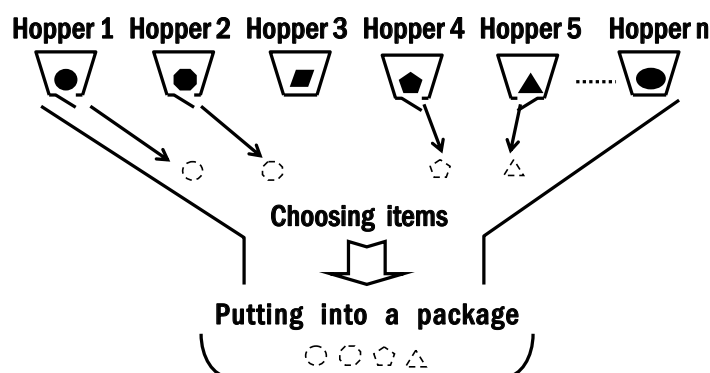 Hopper 1 Hopper 2 Hopper 3 Hopper 4 Hopper 5 Hopper n
Choosing items
Putting into a package